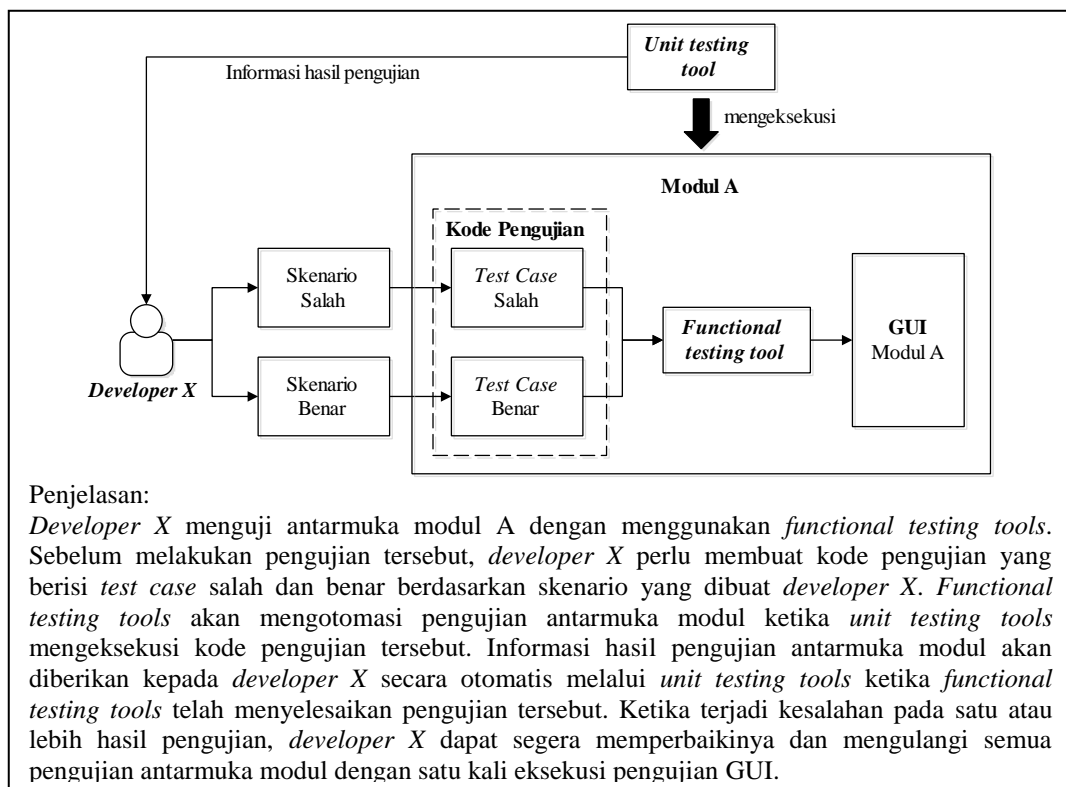 Unit testing
tool
Informasi hasil pengujian
mengeksekusi
Modul A
Kode Pengujian
Skenario
Salah
Test Case
Salah
Functional
testing tool
GUI
Modul A
Developer X
Skenario
Benar
Test Case
Benar
Penjelasan:
Developer X menguji antarmuka modul A dengan menggunakan functional testing tools.
Sebelum melakukan pengujian tersebut, developer X perlu membuat kode pengujian yang
berisi test case salah dan benar berdasarkan skenario yang dibuat developer X. Functional
testing tools akan mengotomasi pengujian antarmuka modul ketika unit testing tools
mengeksekusi kode pengujian tersebut. Informasi hasil pengujian antarmuka modul akan
diberikan kepada developer X secara otomatis melalui unit testing tools ketika functional
testing tools telah menyelesaikan pengujian tersebut. Ketika terjadi kesalahan pada satu atau
lebih hasil pengujian, developer X dapat segera memperbaikinya dan mengulangi semua
pengujian antarmuka modul dengan satu kali eksekusi pengujian GUI.